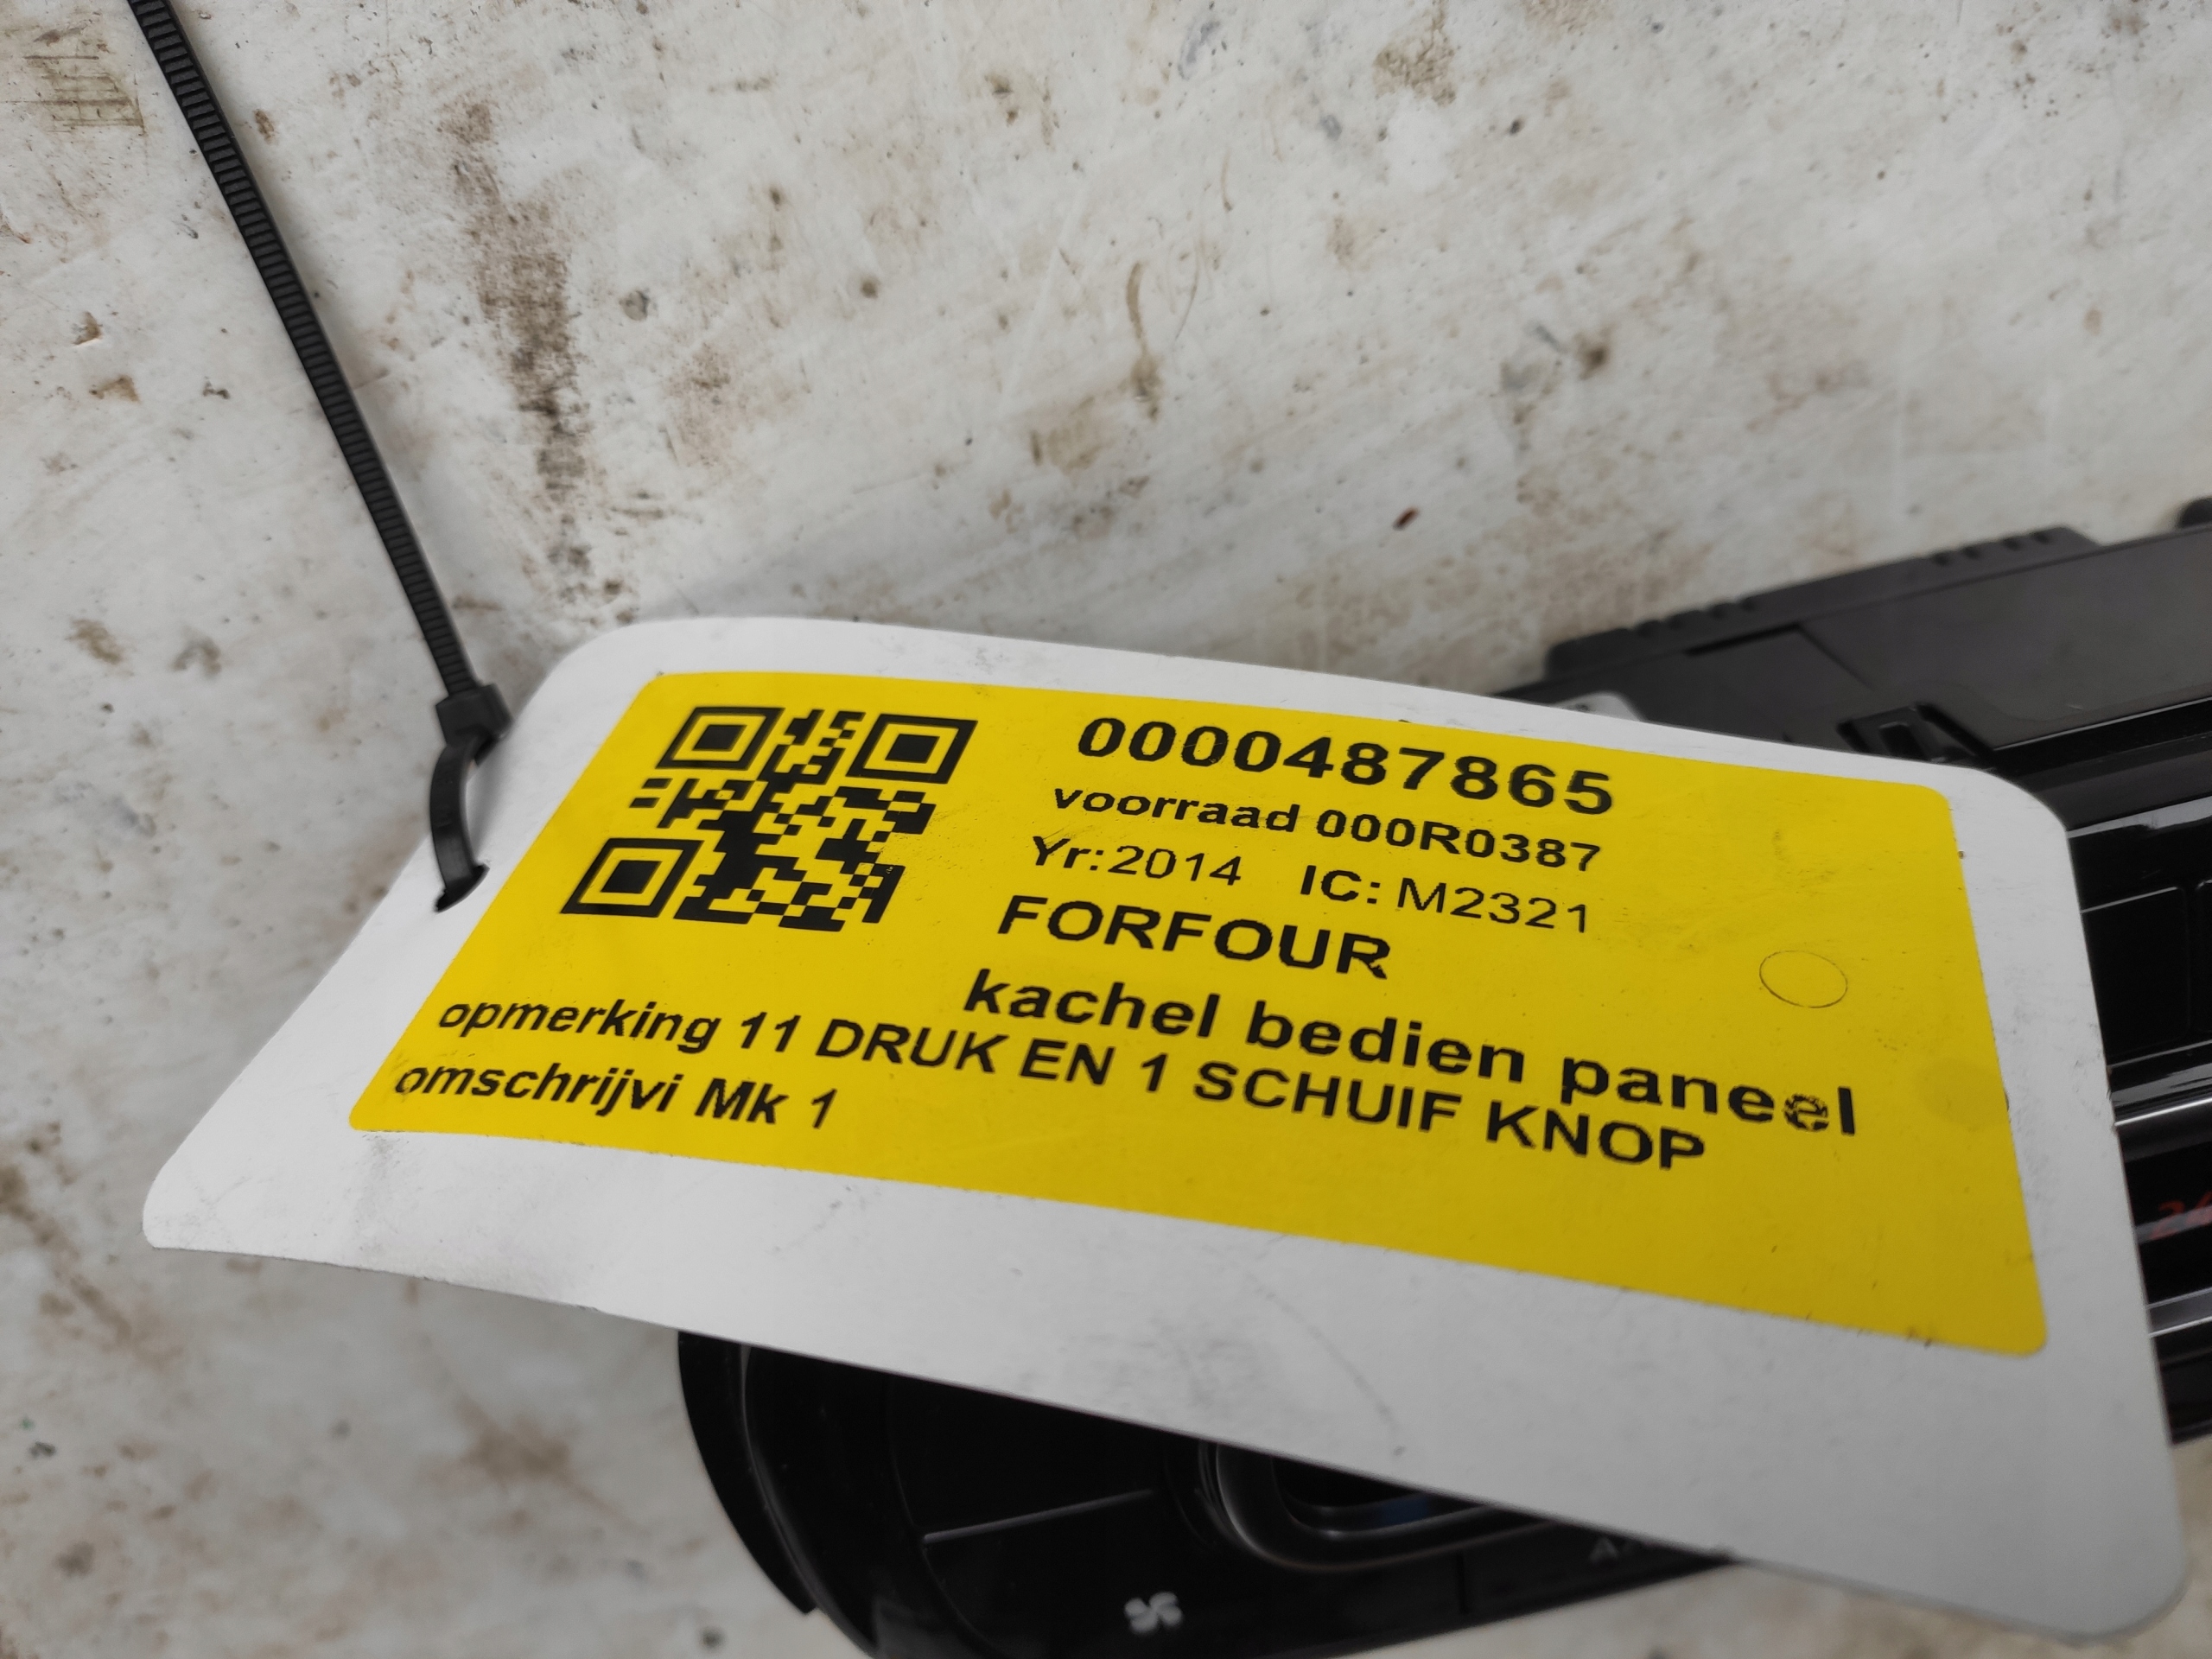 0000487865
voorraad 000R0387
Yr:2014 IC: M2321
FORFOUR
kachel bedien paneel
opmerking 11 DRUK EN 1 SCHUIF KNOP
omschrijvi Mk 1